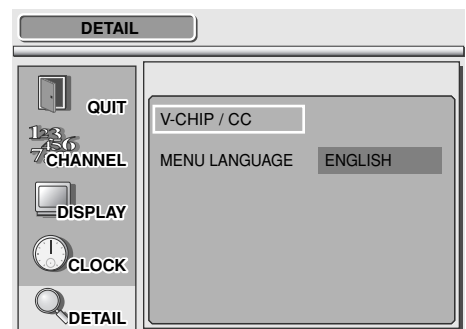 DETAIL
QUIT
123
456
7
CHANNEL
DISPLAY
CLOCK
DETAIL
V-CHIP / CC
MENU LANGUAGE ENGLISH